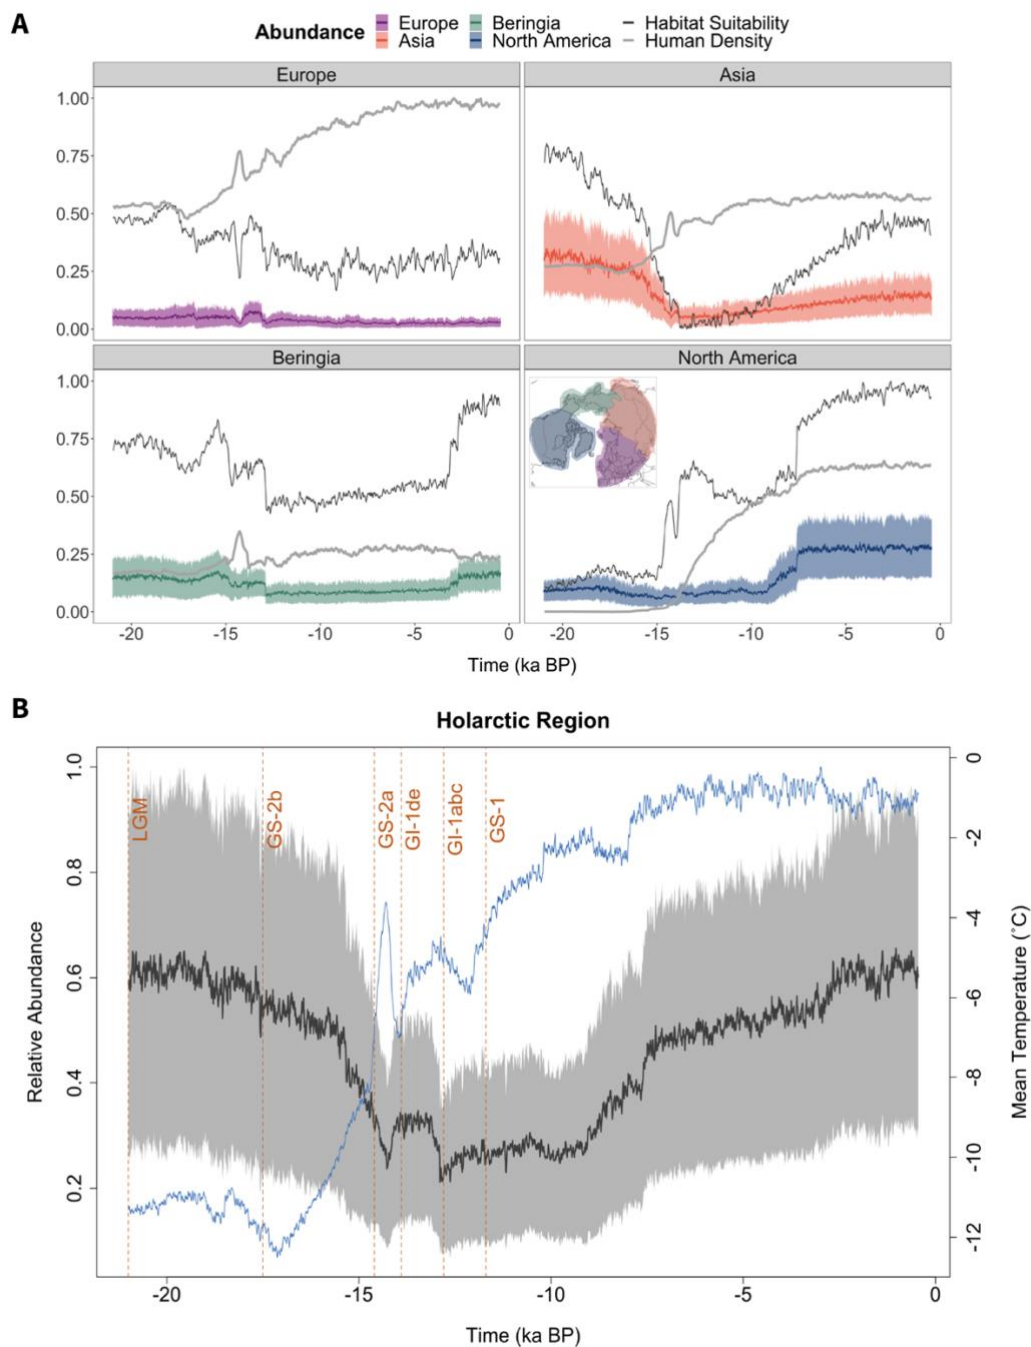 A
Abundance Europe Beringia Habitat Suitability
Asia North America Human Density
Europe Asia
1.00
0.75
0.50
0.25
0.00
Beringia North America
1.00
0.75
0.50
0.25
0.00
-20 -15 -10 -5 0 -20 -15 -10 -5 0
Time (ka BP)
B
Holarctic Region
LGM GS-2b GS-2a GI-1de GI-1abc GS-1
Relative Abundance
1.0
0.8
0.6
0.4
0.2
0
-2
-4
-6
-8
-10
-12
Mean Temperature (˚C)
-20 -15 -10 -5 0
Time (ka BP)